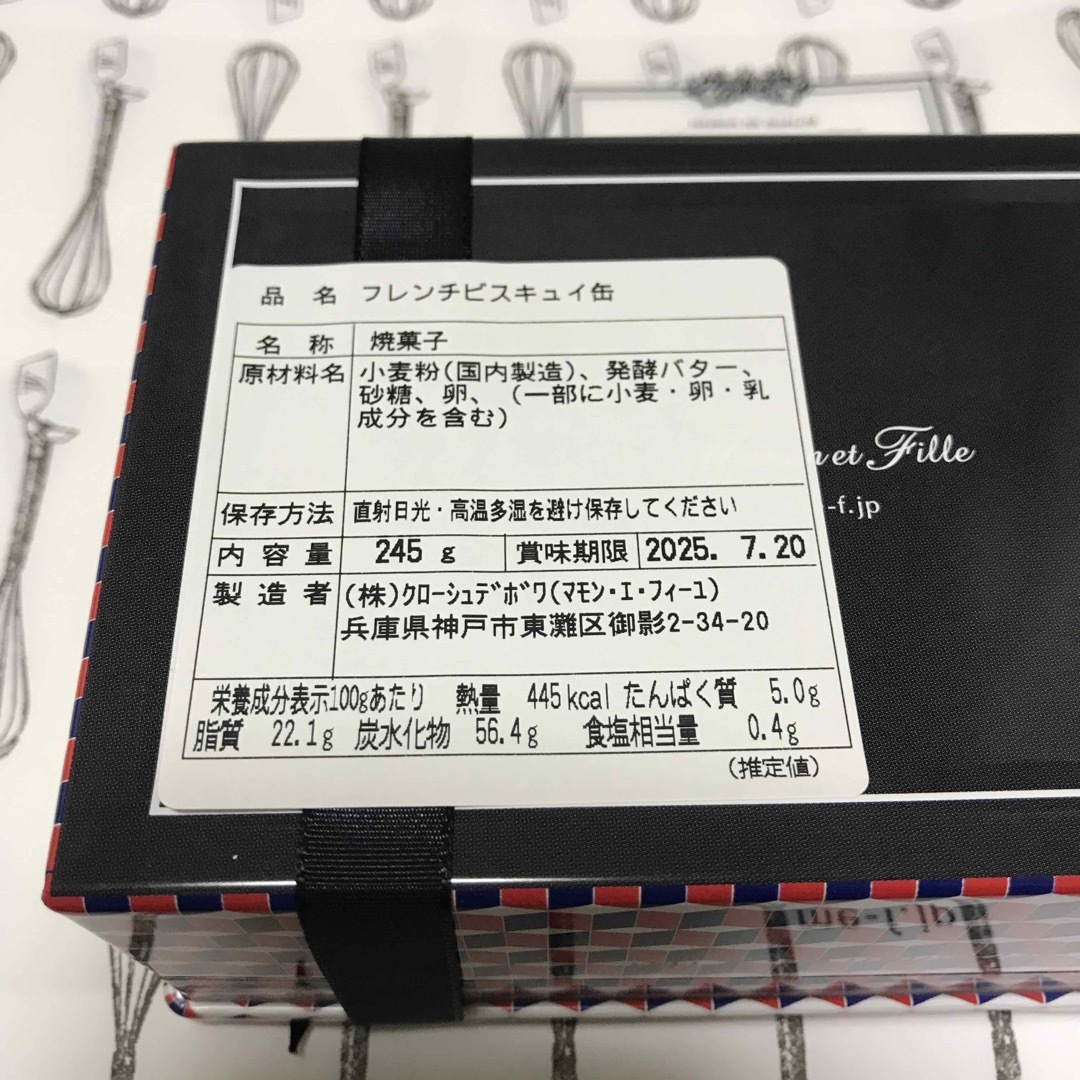 品名 フレンチビスキュイ缶
名称 焼菓子
原材料名 小麦粉(国内製造)、発酵バター、
砂糖、卵、(一部に小麦・卵・乳
成分を含む)
保存方法 直射日光・高温多湿を避け保存してください
内容量 245 g 賞味期限 2025. 7.20
製造者 (株)クローシュデボワ(マモン・エ・フィーユ)
兵庫県神戸市東灘区御影2-34-20
栄養成分表示100gあたり 熱量 445kcal たんぱく質 5.0g
脂質 22.1g 炭水化物 56.4g 食塩相当量 0.4g
(推定値)
et Fille
-f.jp
me-f.jp